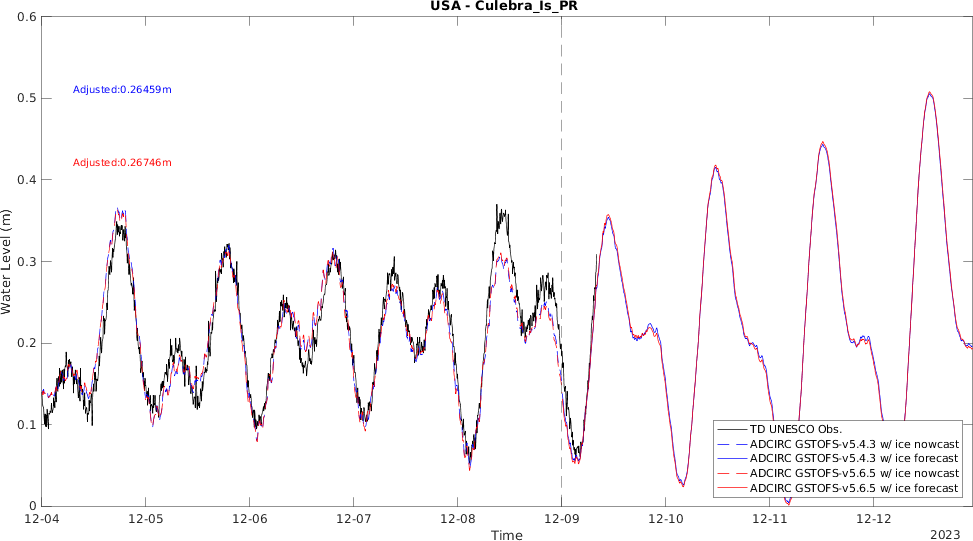 USA - Culebra_Is_PR
0.6
0.5
0.4
0.3
0.2
0.1
0
Water Level (m)
Adjusted:0.26459m
Adjusted:0.26746m
TD UNESCO Obs.
ADCIRC GSTOFS-v5.4.3 w/ ice nowcast
ADCIRC GSTOFS-v5.4.3 w/ ice forecast
ADCIRC GSTOFS-v5.6.5 w/ ice nowcast
ADCIRC GSTOFS-v5.6.5 w/ ice forecast
12-04 12-05 12-06 12-07 12-08 12-09 12-10 12-11 12-12
Time
2023